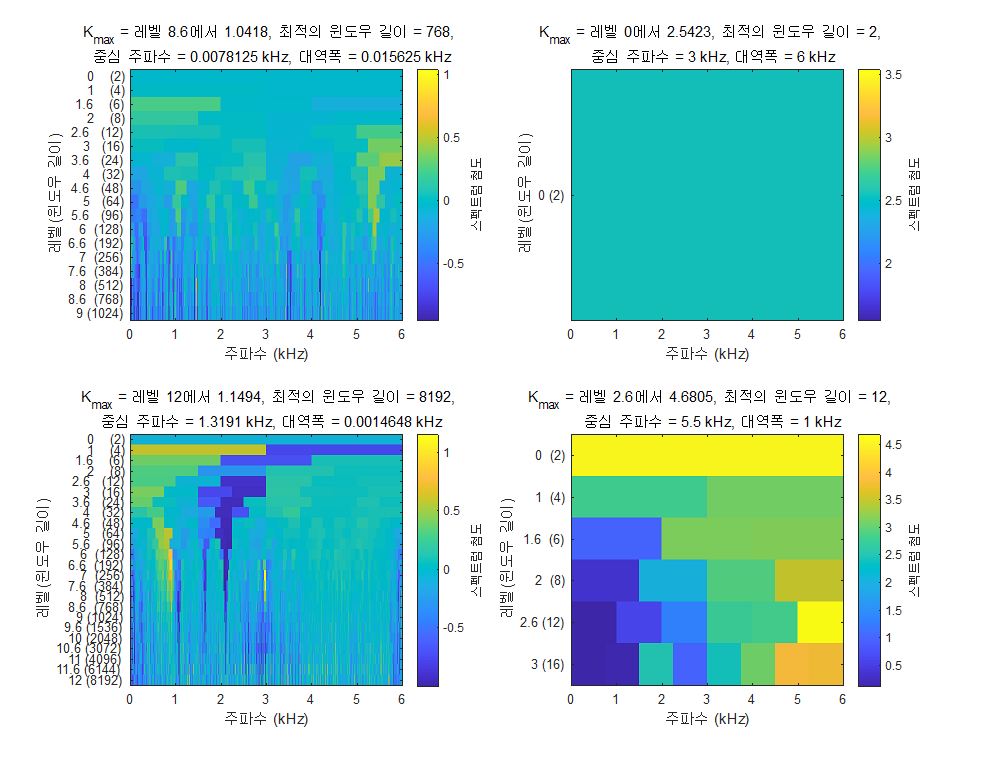 K_max = 레벨 8.6에서 1.0418, 최적의 윈도우 길이 = 768,
중심 주파수 = 0.0078125 kHz, 대역폭 = 0.015625 kHz
레벨 (윈도우 길이)
0 (2)
1 (4)
1.6 (6)
2 (8)
2.6 (12)
3 (16)
3.6 (24)
4 (32)
4.6 (48)
5 (64)
5.6 (96)
6 (128)
6.6 (192)
7 (256)
7.6 (384)
8 (512)
8.6 (768)
9 (1024)
0 1 2 3 4 5 6
주파수 (kHz)
1
0.5
0
-0.5
스펙트럼 첨도
K_max = 레벨 0에서 2.5423, 최적의 윈도우 길이 = 2,
중심 주파수 = 3 kHz, 대역폭 = 6 kHz
레벨 (윈도우 길이)
0 (2)
0 1 2 3 4 5 6
주파수 (kHz)
3.5
3
2.5
2
스펙트럼 첨도
K_max = 레벨 12에서 1.1494, 최적의 윈도우 길이 = 8192,
중심 주파수 = 1.3191 kHz, 대역폭 = 0.0014648 kHz
레벨 (윈도우 길이)
0 (2)
1 (4)
1.6 (6)
2 (8)
2.6 (12)
3 (16)
3.6 (24)
4 (32)
4.6 (48)
5 (64)
5.6 (96)
6 (128)
6.6 (192)
7 (256)
7.6 (384)
8 (512)
8.6 (768)
9 (1024)
9.6 (1536)
10 (2048)
10.6 (3072)
11 (4096)
11.6 (6144)
12 (8192)
0 1 2 3 4 5 6
주파수 (kHz)
1
0.5
0
-0.5
스펙트럼 첨도
K_max = 레벨 2.6에서 4.6805, 최적의 윈도우 길이 = 12,
중심 주파수 = 5.5 kHz, 대역폭 = 1 kHz
레벨 (윈도우 길이)
0 (2)
1 (4)
1.6 (6)
2 (8)
2.6 (12)
3 (16)
0 1 2 3 4 5 6
주파수 (kHz)
4.5
4
3.5
3
2.5
2
1.5
1
0.5
스펙트럼 첨도